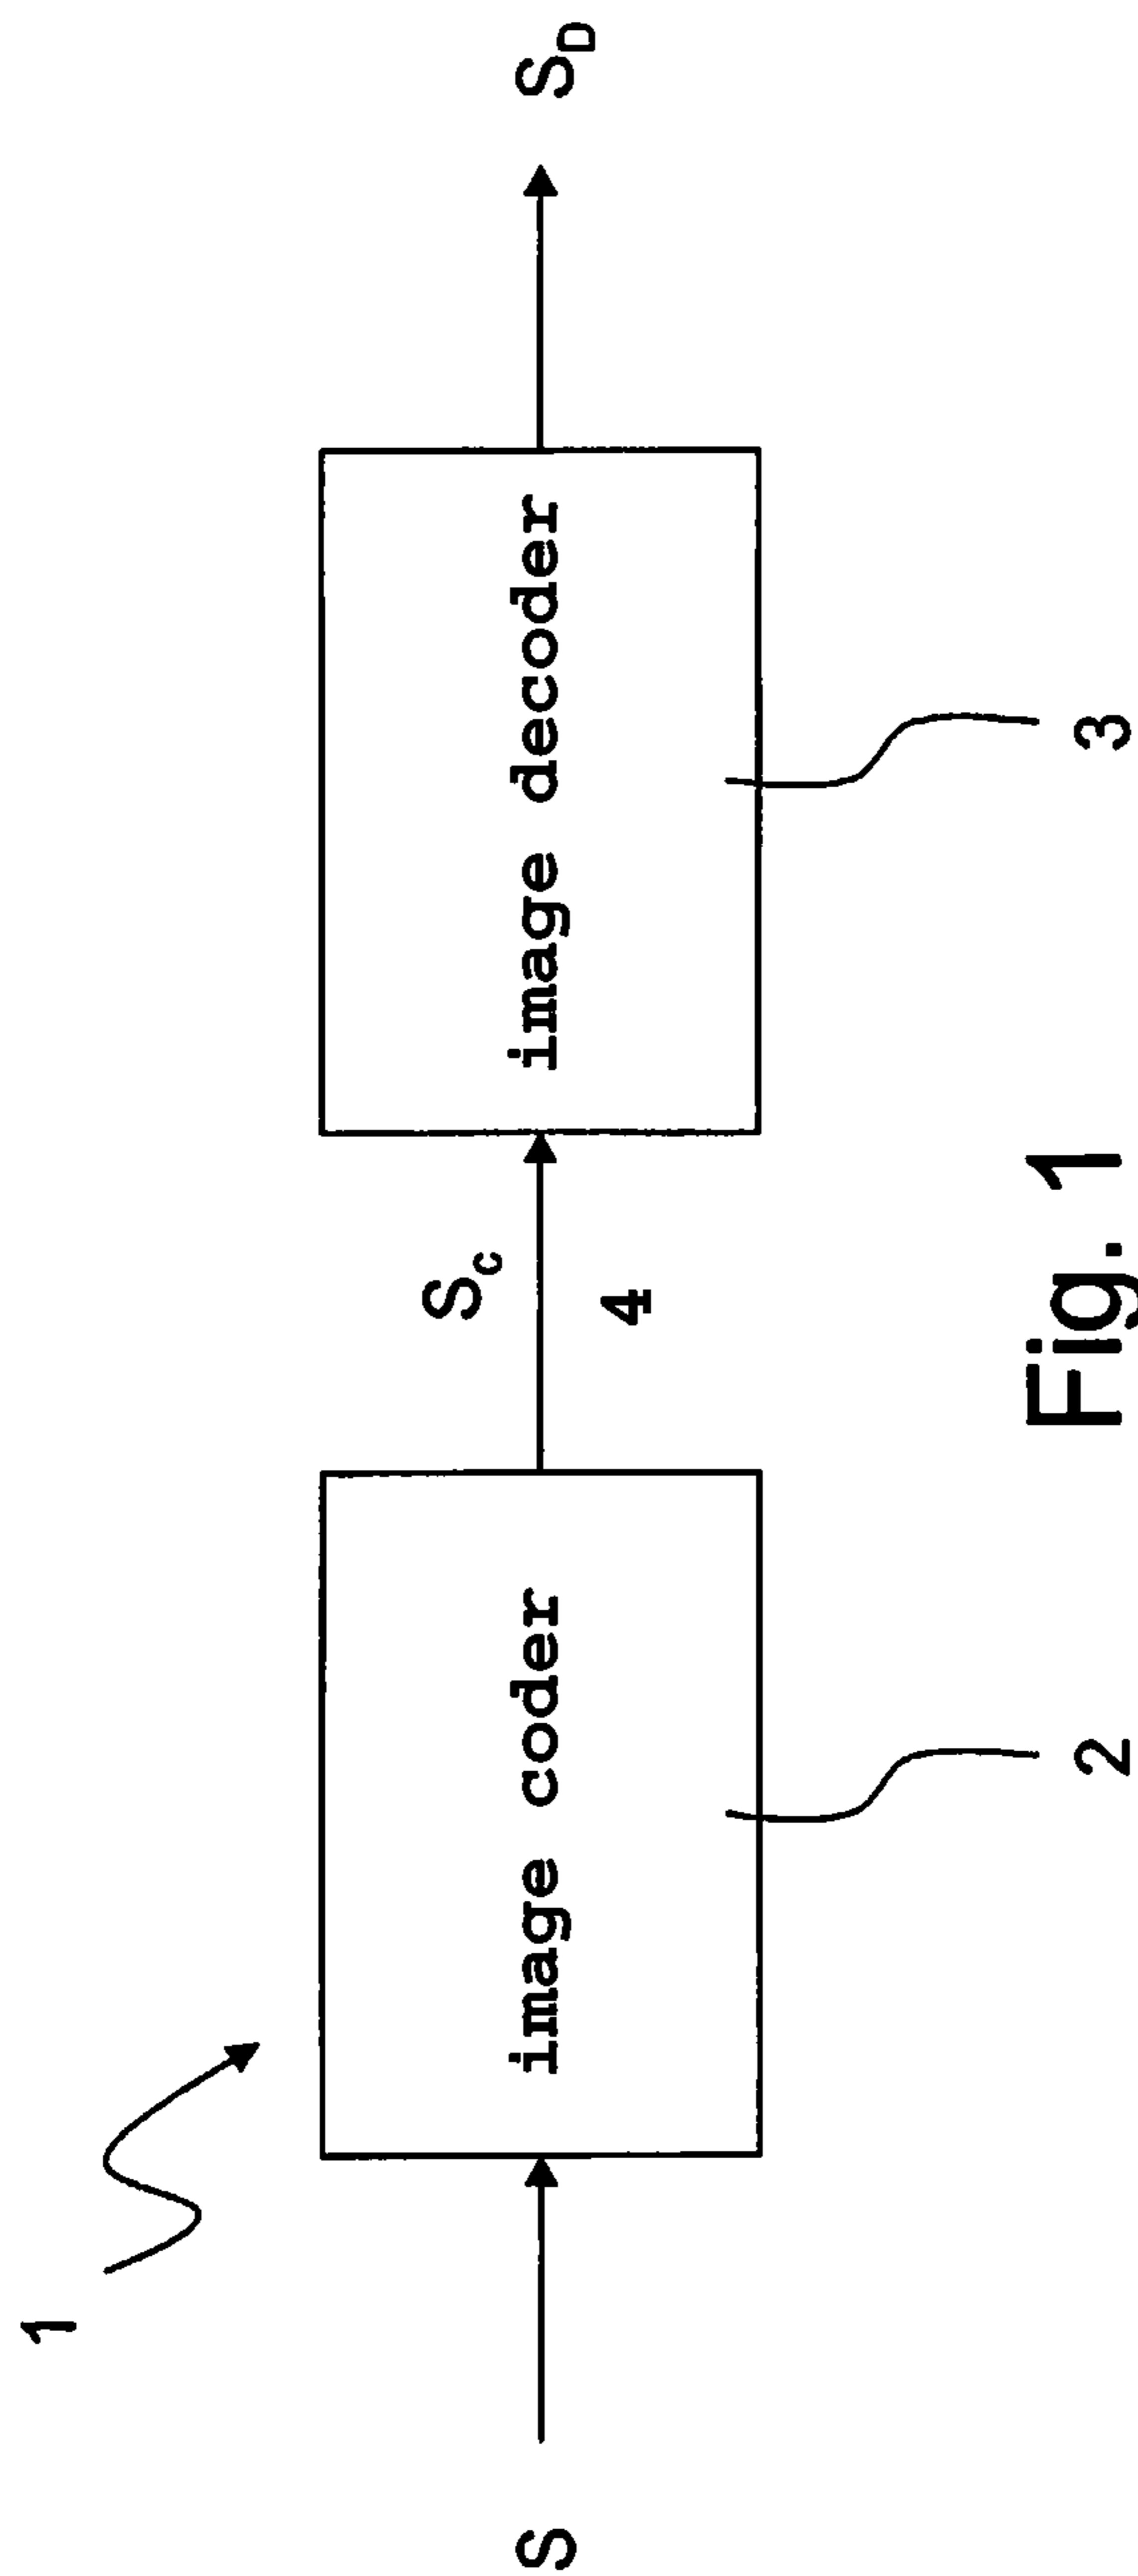 1
S
image coder
2
S_C
4
image decoder
3
S_D
Fig. 1